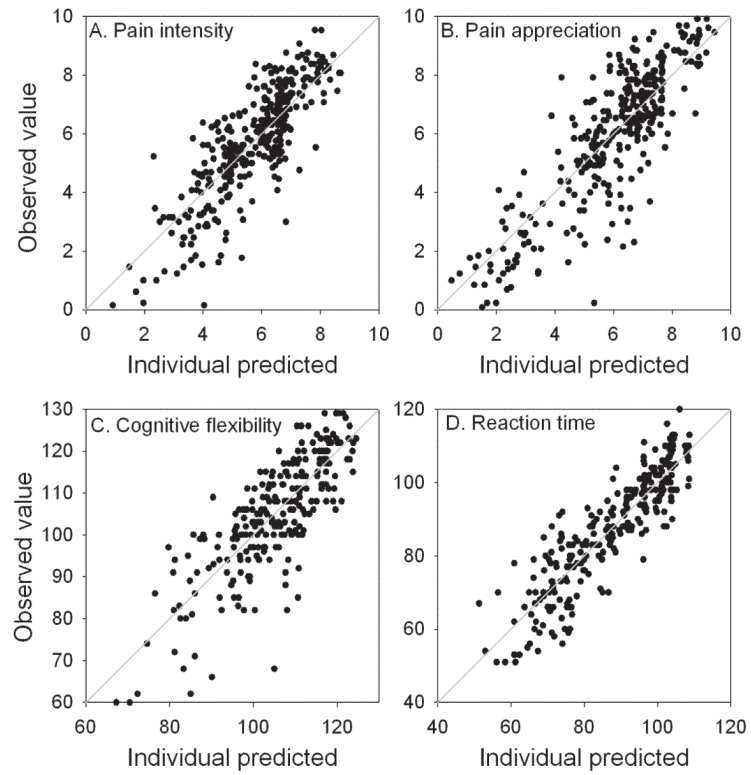 A. Pain intensity
10
8
6
4
2
0
Observed value
0 2 4 6 8 10
Individual predicted
B. Pain appreciation
10
8
6
4
2
0
0 2 4 6 8 10
Individual predicted
C. Cognitive flexibility
130
120
110
100
90
80
70
60
Observed value
60 80 100 120
Individual predicted
D. Reaction time
120
100
80
60
40
40 60 80 100 120
Individual predicted